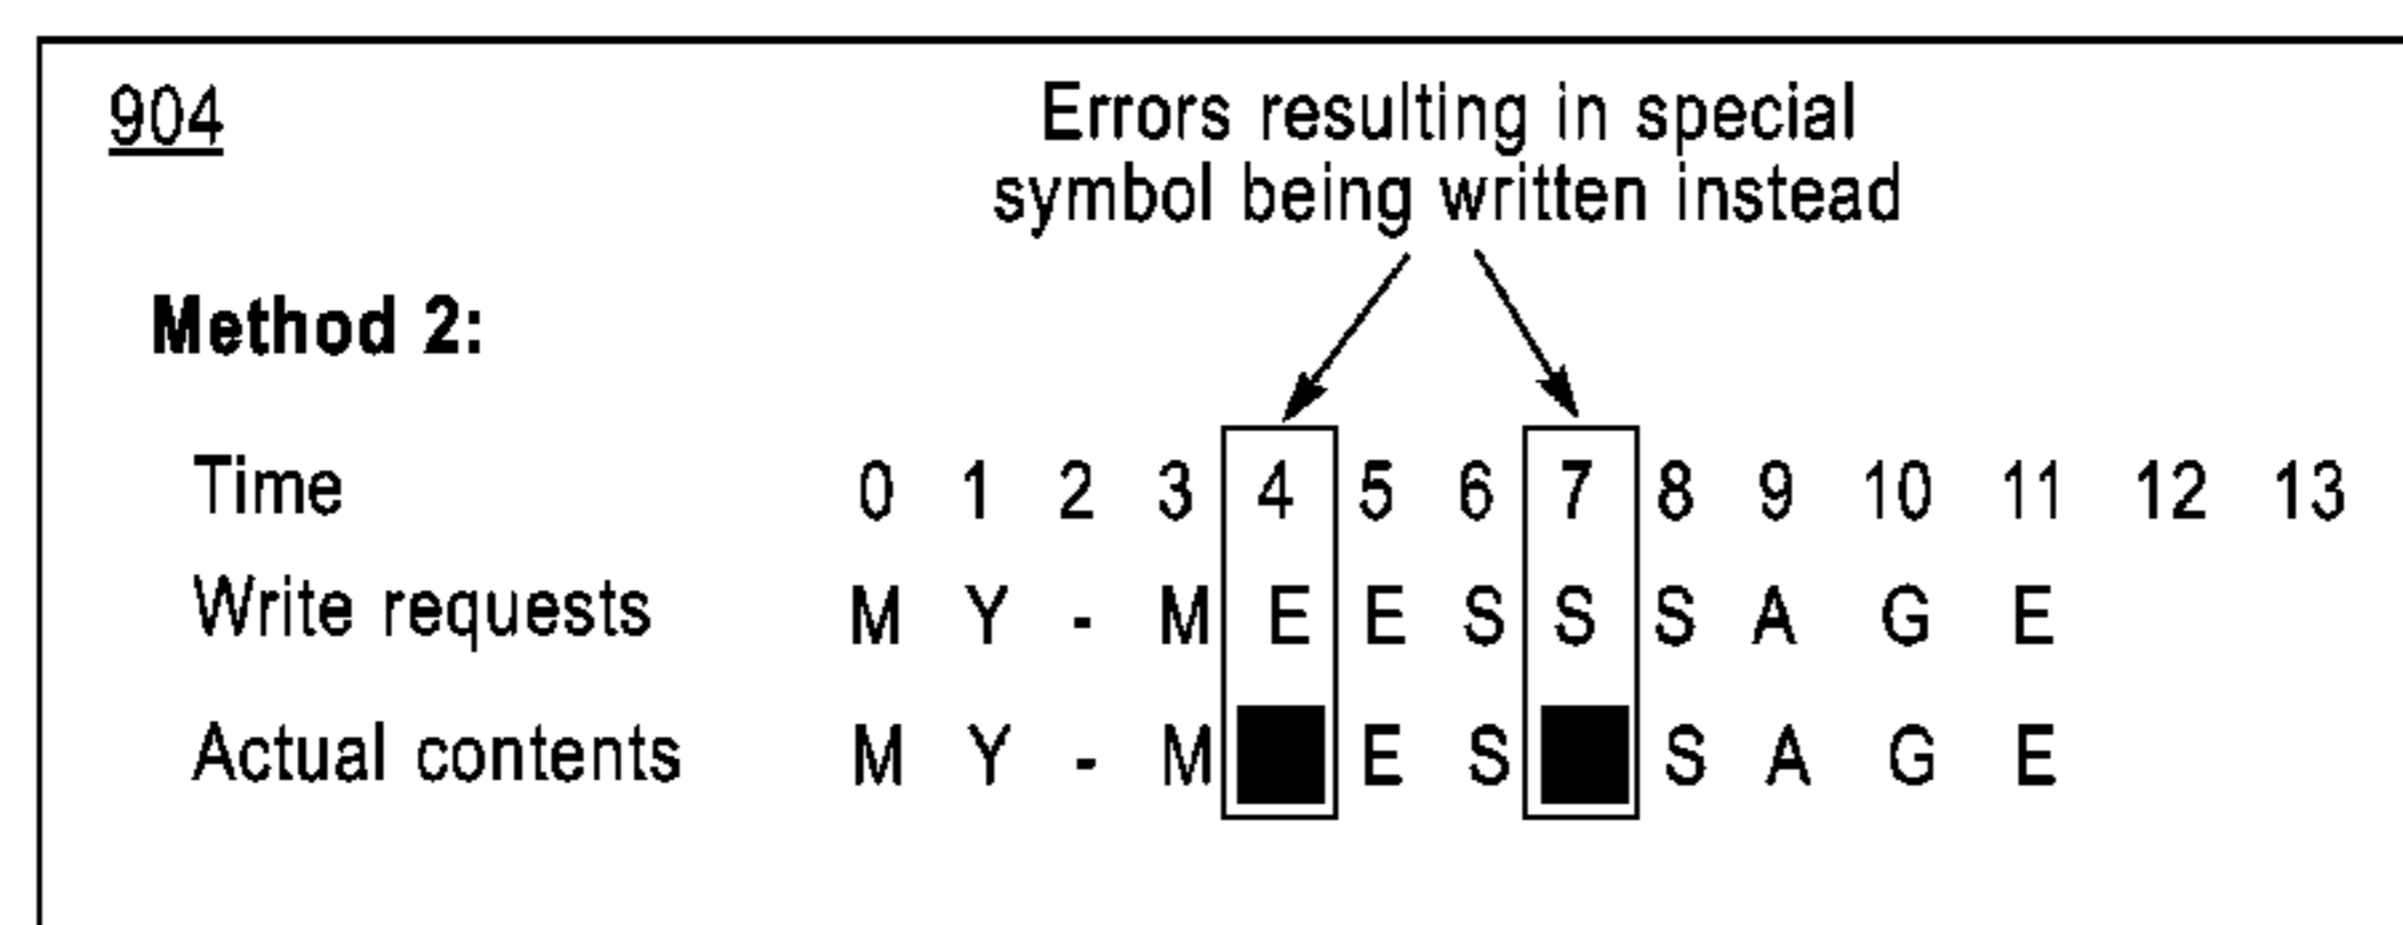 904
Errors resulting in special
symbol being written instead
Method 2:
Time 0 1 2 3 4 5 6 7 8 9 10 11 12 13
Write requests M Y - M E E S S S A G E
Actual contents M Y - M E S S A G E